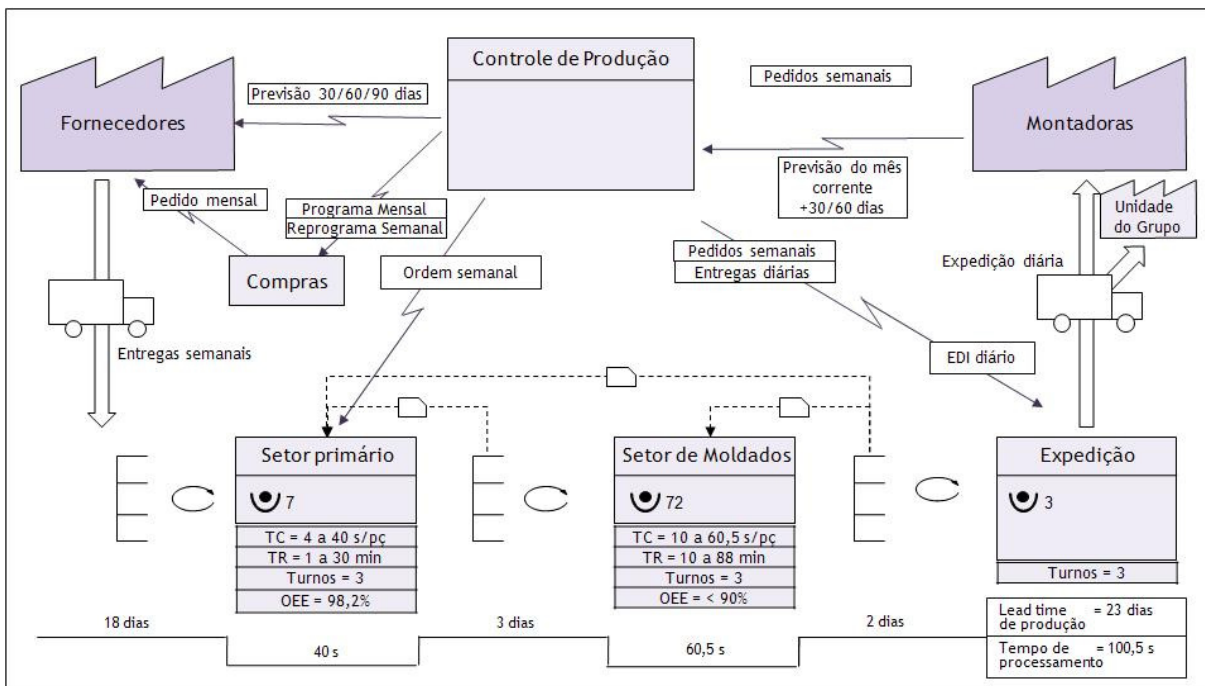 Controle de Produção
Pedidos semanais
Previsão 30/60/90 dias
Fornecedores
Montadoras
Previsão do mês
corrente
+30/60 dias
Pedido mensal
Programa Mensal
Reprograma Semanal
Unidade
do Grupo
Pedidos semanais
Entregas diárias
Ordem semanal
Expedição
diária
Compras
Entregas semanais
EDI diário
Setor primário
7
TC = 4 a 40 s/pç
TR = 1 a 30 min
Turnos = 3
OEE = 98,2%
Setor de Moldados
72
TC = 10 a 60,5 s/pç
TR = 10 a 88 min
Turnos = 3
OEE = < 90%
Expedição
3
Turnos = 3
18 dias
40 s
3 dias
60,5 s
2 dias
Lead time = 23 dias
de produção
Tempo de = 100,5 s
processamento